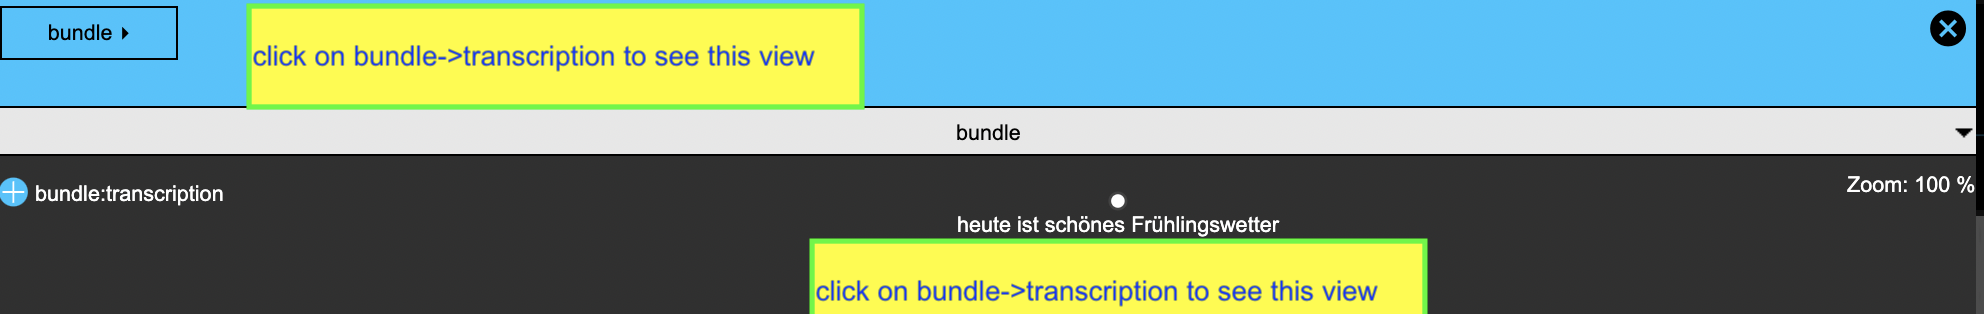 bundle
click on bundle->transcription to see this view
bundle
bundle:transcription
Zoom: 100 %
heute ist schönes Frühlingswetter
click on bundle->transcription to see this view